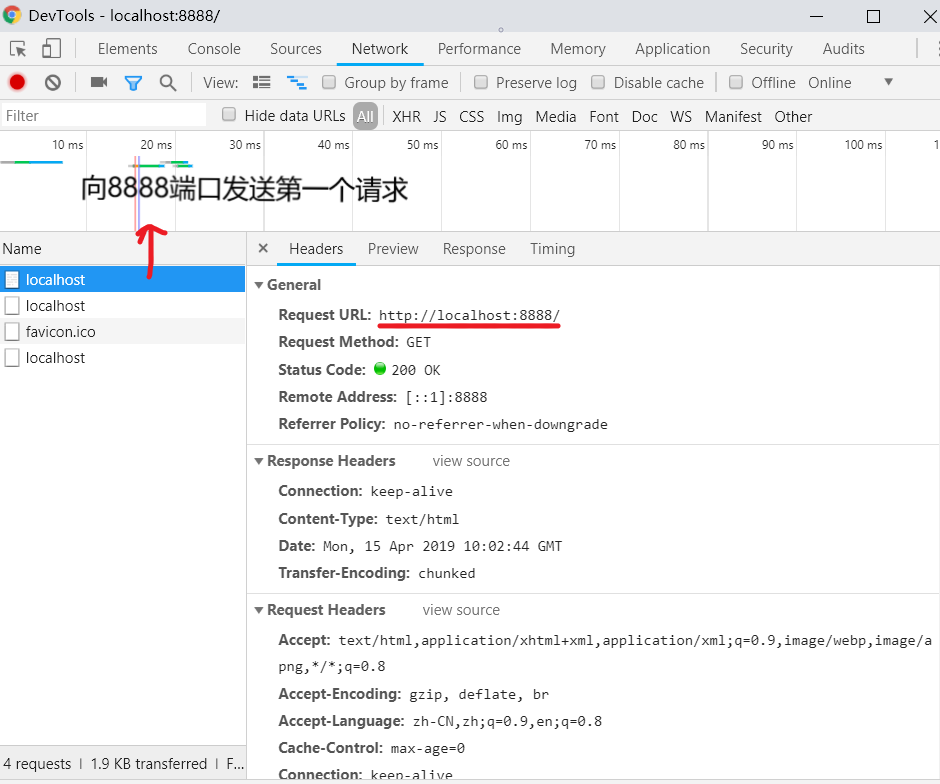 DevTools - localhost:8888/
Elements Console Sources Network Performance Memory Application Security Audits
View: Group by frame Preserve log Disable cache Offline Online
Filter Hide data URLs All XHR JS CSS Img Media Font Doc WS Manifest Other
10 ms 20 ms 30 ms 40 ms 50 ms 60 ms 70 ms 80 ms 90 ms 100 ms 1
向8888端口发送第一个请求
Name
localhost
localhost
favicon.ico
localhost
4 requests | 1.9 KB transferred | F...
× Headers Preview Response Timing
General
Request URL: http://localhost:8888/
Request Method: GET
Status Code: 200 OK
Remote Address: [::1]:8888
Referrer Policy: no-referrer-when-downgrade
Response Headers view source
Connection: keep-alive
Content-Type: text/html
Date: Mon, 15 Apr 2019 10:02:44 GMT
Transfer-Encoding: chunked
Request Headers view source
Accept: text/html,application/xhtml+xml,application/xml;q=0.9,image/webp,image/a
png,*/*;q=0.8
Accept-Encoding: gzip, deflate, br
Accept-Language: zh-CN,zh;q=0.9,en;q=0.8
Cache-Control: max-age=0
Connection: keep-alive